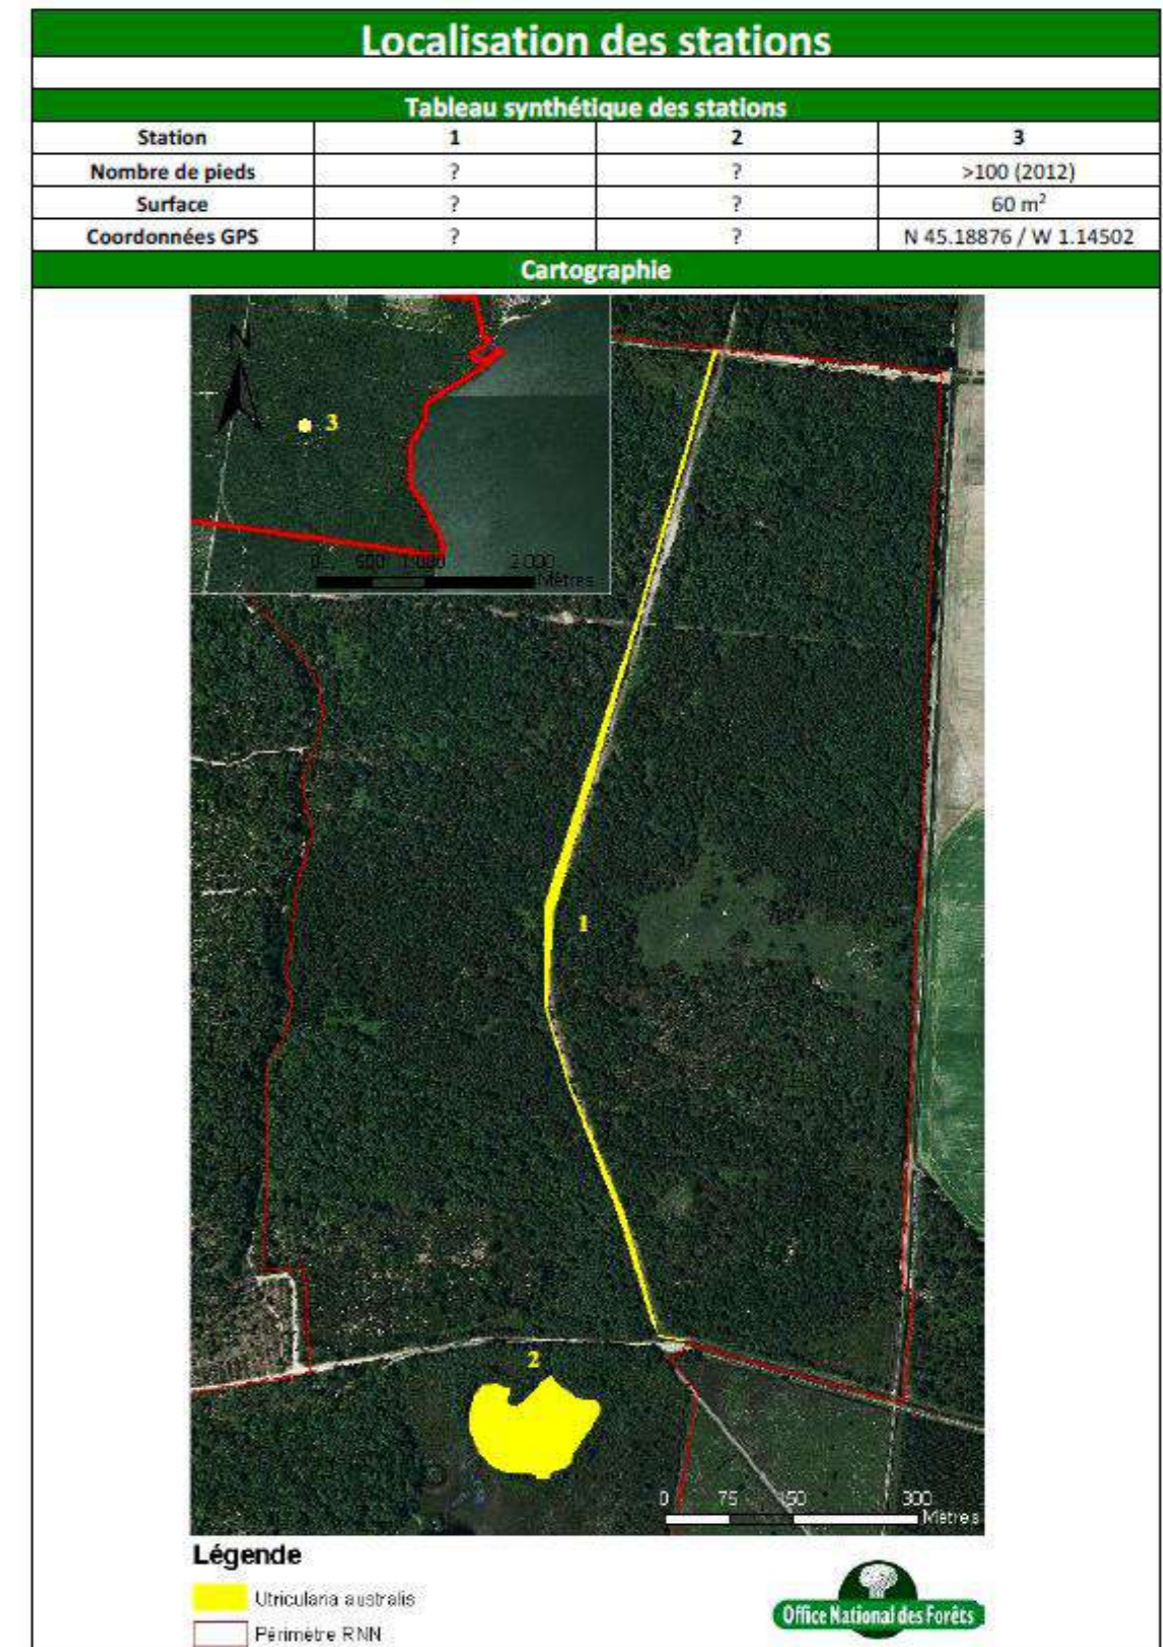 Localisation des stations
Tableau synthétique des stations
Station 1 2 3
Nombre de pieds ? ? >100 (2012)
Surface ? ? 60 m²
Coordonnées GPS ? ? N 45.18876 / W 1.14502
Cartographie
N
3
0 500 1 000 2 000
Mètres
1
2
0 75 150 300
Mètres
Légende
Utricularia australis
Périmètre RNN
Office National des Forêts